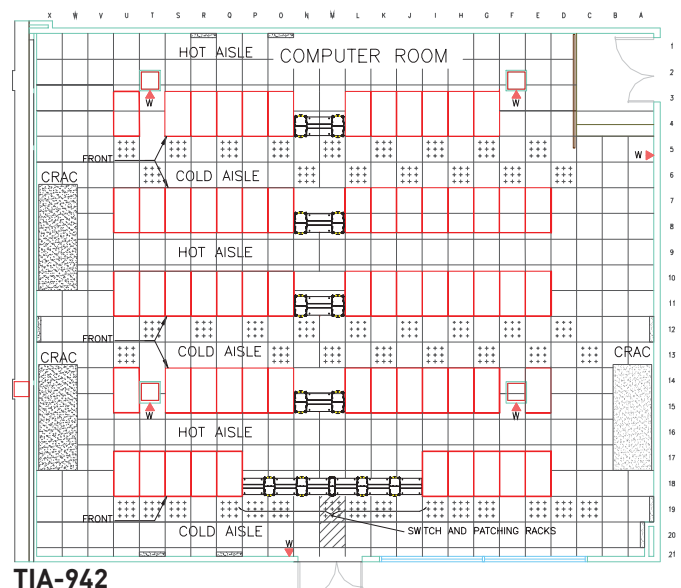 X W V U T S R Q P O N M L K J I H G F E D C B A
HOT AISLE
COMPUTER ROOM
1
2
W
W
3
4
5
FRONT
W
6
CRAC
COLD AISLE
7
8
HOT AISLE
9
10
11
12
FRONT
COLD AISLE
13
CRAC
CRAC
14
W
W
15
HOT AISLE
16
17
18
19
FRONT
COLD AISLE
SWITCH AND PATCHING RACKS
W
20
21
TIA-942